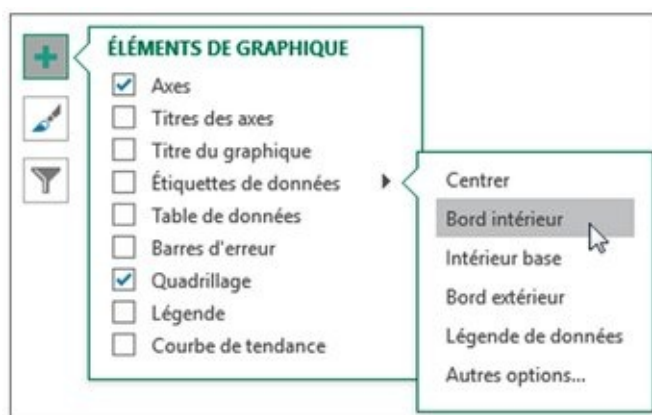 ÉLÉMENTS DE GRAPHIQUE
Axes
Titres des axes
Titre du graphique
Étiquettes de données
Table de données
Barres d'erreur
Quadrillage
Légende
Courbe de tendance
Centrer
Bord intérieur
Intérieur base
Bord extérieur
Légende de données
Autres options...